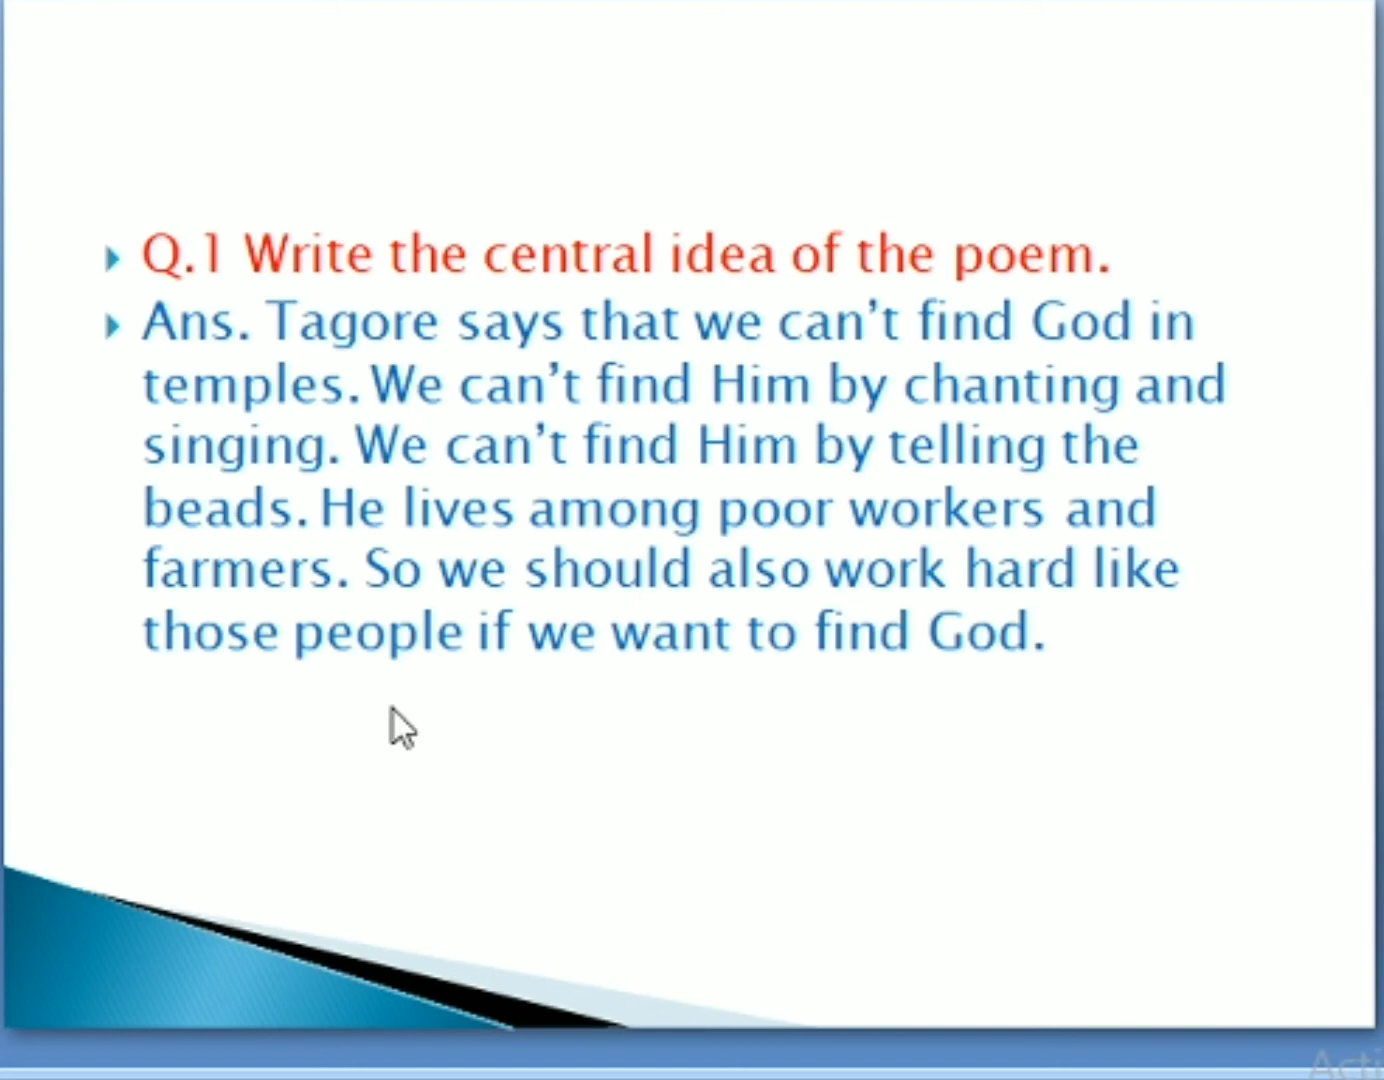 Q.1 Write the central idea of the poem.
Ans. Tagore says that we can't find God in
temples. We can't find Him by chanting and
singing. We can't find Him by telling the
beads. He lives among poor workers and
farmers. So we should also work hard like
those people if we want to find God.
Acti